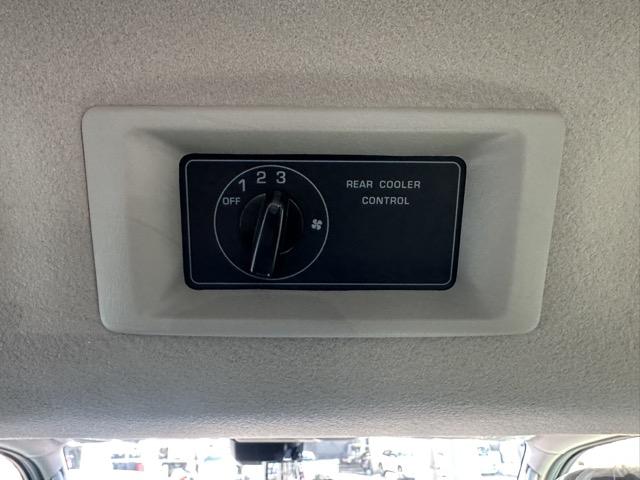 OFF 1 2 3
REAR COOLER
CONTROL